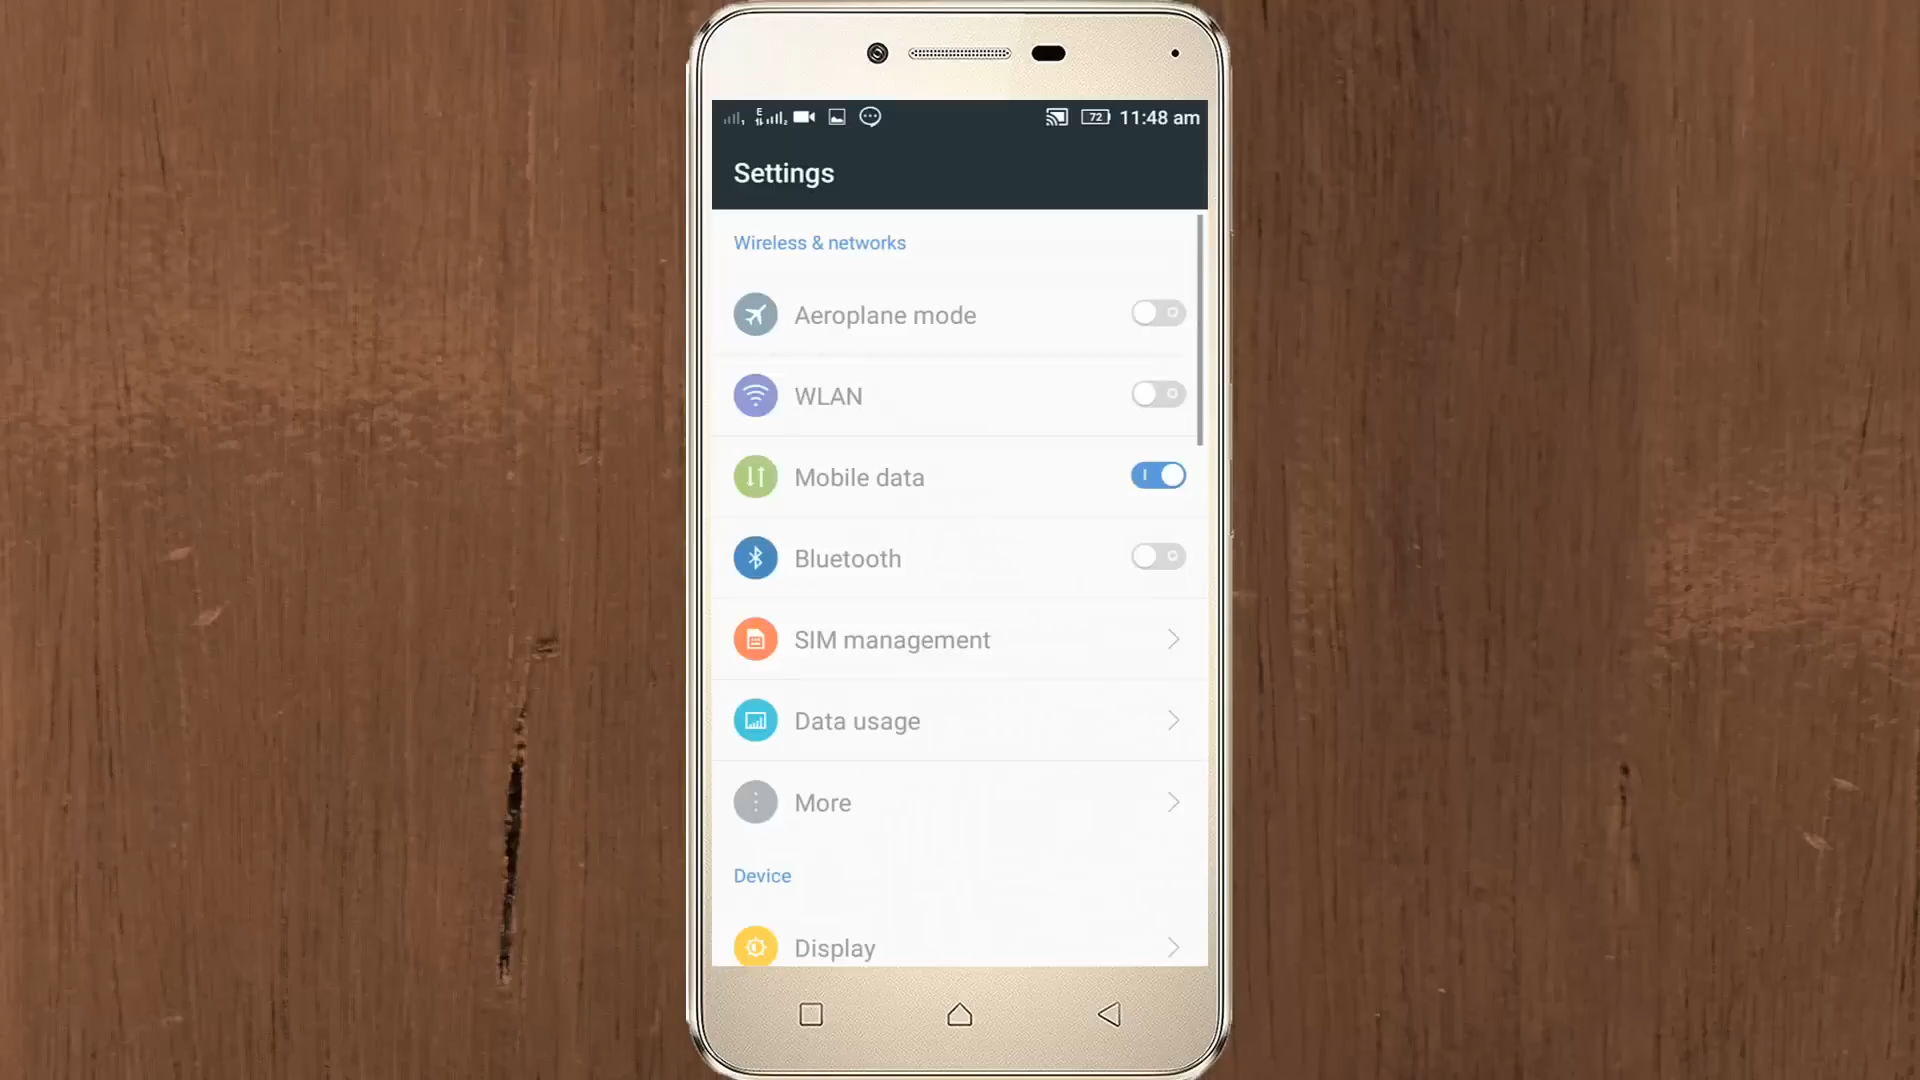 E
72 11:48 am
Settings
Wireless & networks
Aeroplane mode
WLAN
Mobile data
Bluetooth
SIM management
Data usage
More
Device
Display